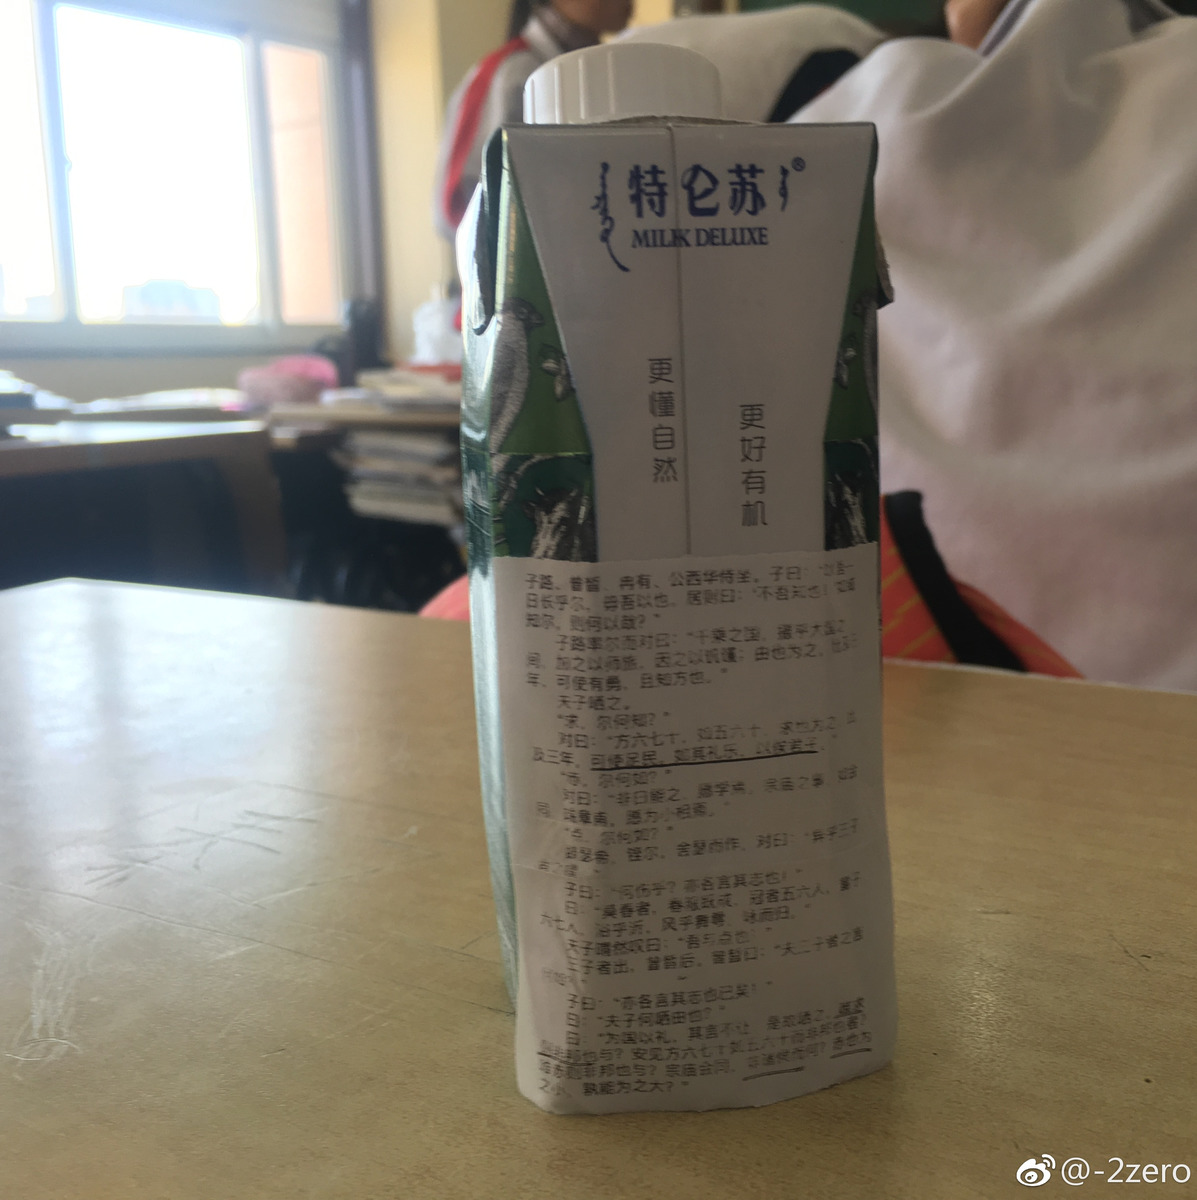 特仑苏®
MILK DELUXE
更懂自然
更好有机
子路、曾皙、冉有、公西华侍坐。子曰：“以吾一
日长乎尔，毋吾以也。居则曰：“不吾知也！”如或
知尔，则何以哉？”
子路率尔而对曰：“千乘之国，摄乎大国之
间，加之以师旅，因之以饥馑；由也为之，比及三
年，可使有勇，且知方也。”
夫子哂之。
“求，尔何如？”
对曰：“方六七十，如五六十，求也为之，比
及三年，可使足民。如其礼乐，以俟君子。”
“赤，尔何如？”
对曰：“非曰能之，愿学焉。宗庙之事，如会
同，端章甫，愿为小相焉。”
“点，尔何如？”
鼓瑟希，铿尔，舍瑟而作，对曰：“异乎三子
者之撰。”
子曰：“何伤乎？亦各言其志也！”
曰：“莫春者，春服既成，冠者五六人，童子
六七人，浴乎沂，风乎舞雩，咏而归。”
夫子喟然叹曰：“吾与点也！”
三子者出，曾皙后。曾皙曰：“夫三子者之言
何如？”
子曰：“亦各言其志也已矣！”
曰：“夫子何哂由也？”
曰：“为国以礼，其言不让，是故哂之。唯求
则非邦也与？安见方六七十如五六十而非邦也者？
唯赤则非邦也与？宗庙会同，非诸侯而何？赤也为
之小，孰能为之大？”
@-2zero